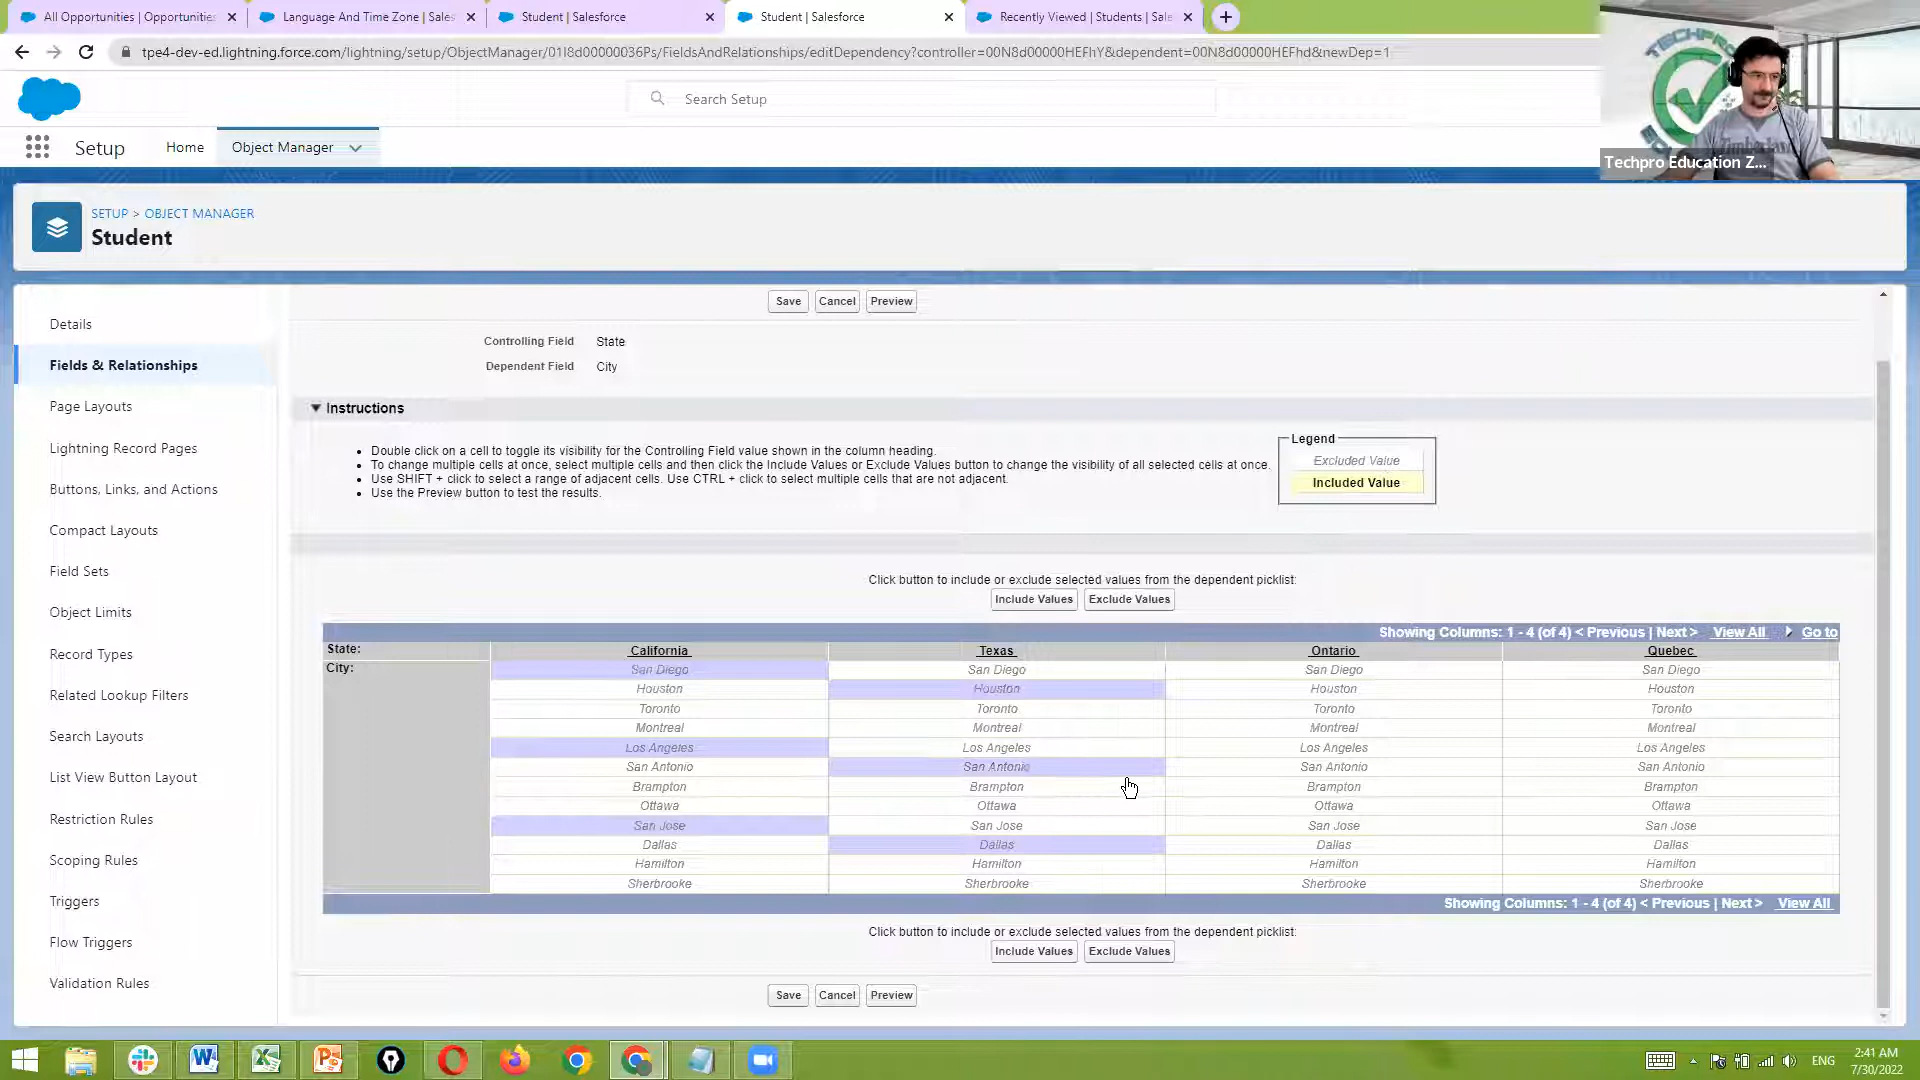 All Opportunities | Opportunities
Language And Time Zone | Sales
Student | Salesforce
Student | Salesforce
Recently Viewed | Students | Sale
tpe4-dev-ed.lightning.force.com/lightning/setup/ObjectManager/01I8d00000036Ps/FieldsAndRelationships/editDependency?controller=00N8d00000HEFhY&dependent=00N8d00000HEFhd&newDep=1
Search Setup
Setup
Home
Object Manager
Techpro Education Z...
SETUP > OBJECT MANAGER
Student
Details
Fields & Relationships
Page Layouts
Lightning Record Pages
Buttons, Links, and Actions
Compact Layouts
Field Sets
Object Limits
Record Types
Related Lookup Filters
Search Layouts
List View Button Layout
Restriction Rules
Scoping Rules
Triggers
Flow Triggers
Validation Rules
Save Cancel Preview
Controlling Field State
Dependent Field City
Instructions
Double click on a cell to toggle its visibility for the Controlling Field value shown in the column heading.
To change multiple cells at once, select multiple cells and then click the Include Values or Exclude Values button to change the visibility of all selected cells at once.
Use SHIFT + click to select a range of adjacent cells. Use CTRL + click to select multiple cells that are not adjacent.
Use the Preview button to test the results.
Legend
Excluded Value
Included Value
Click button to include or exclude selected values from the dependent picklist:
Include Values Exclude Values
Showing Columns: 1 - 4 (of 4) < Previous | Next > View All Go to
State: California Texas Ontario Quebec
City: San Diego San Diego San Diego San Diego
Houston Houston Houston Houston
Toronto Toronto Toronto Toronto
Montreal Montreal Montreal Montreal
Los Angeles Los Angeles Los Angeles Los Angeles
San Antonio San Antonio San Antonio San Antonio
Brampton Brampton Brampton Brampton
Ottawa Ottawa Ottawa Ottawa
San Jose San Jose San Jose San Jose
Dallas Dallas Dallas Dallas
Hamilton Hamilton Hamilton Hamilton
Sherbrooke Sherbrooke Sherbrooke Sherbrooke
Showing Columns: 1 - 4 (of 4) < Previous | Next > View All
Click button to include or exclude selected values from the dependent picklist:
Include Values Exclude Values
Save Cancel Preview
ENG
2:41 AM
7/30/2022